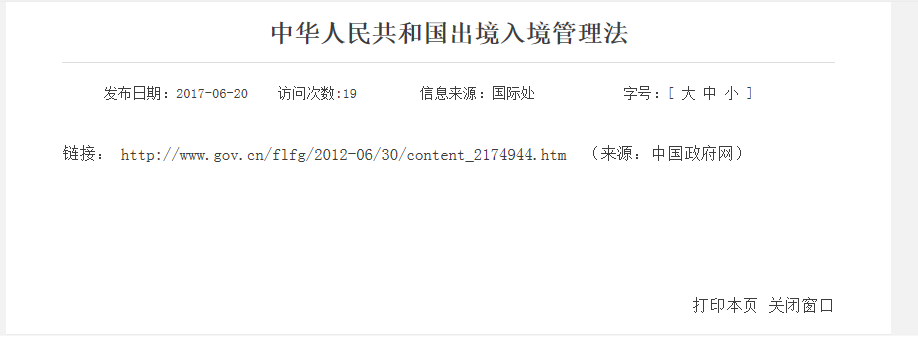 中华人民共和国出境入境管理法
发布日期：2017-06-20 访问次数:19 信息来源：国际处 字号：[ 大 中 小 ]
链接： http://www.gov.cn/flfg/2012-06/30/content_2174944.htm （来源：中国政府网）
打印本页 关闭窗口